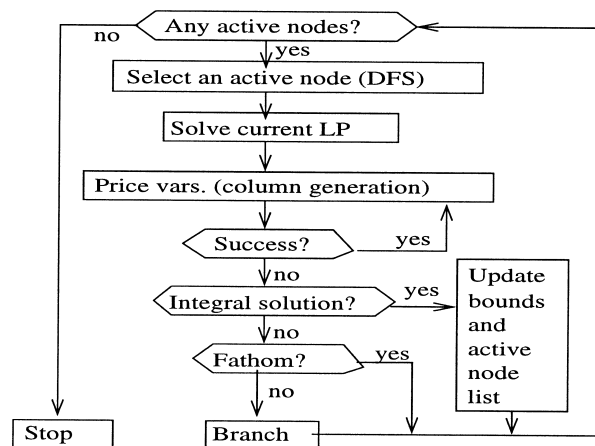 Any active nodes?
no
yes
Select an active node (DFS)
Solve current LP
Price vars. (column generation)
Success?
yes
no
Integral solution?
yes
Update
bounds
and
active
node
list
no
Fathom?
yes
no
Stop
Branch